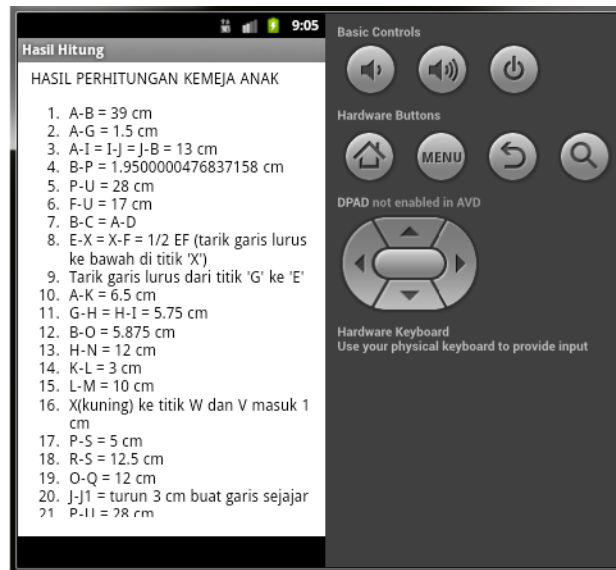 9:05
Hasil Hitung
HASIL PERHITUNGAN KEMEJA ANAK
1. A-B = 39 cm
2. A-G = 1.5 cm
3. A-I = I-J = J-B = 13 cm
4. B-P = 1.9500000476837158 cm
5. P-U = 28 cm
6. F-U = 17 cm
7. B-C = A-D
8. E-X = X-F = 1/2 EF (tarik garis lurus
ke bawah di titik 'X')
9. Tarik garis lurus dari titik 'G' ke 'E'
10. A-K = 6.5 cm
11. G-H = H-I = 5.75 cm
12. B-O = 5.875 cm
13. H-N = 12 cm
14. K-L = 3 cm
15. L-M = 10 cm
16. X(kuning) ke titik W dan V masuk 1
cm
17. P-S = 5 cm
18. R-S = 12.5 cm
19. O-Q = 12 cm
20. J-J1 = turun 3 cm buat garis sejajar
21. P-U = 28 cm
Basic Controls
Hardware Buttons
MENU
DPAD not enabled in AVD
Hardware Keyboard
Use your physical keyboard to provide input